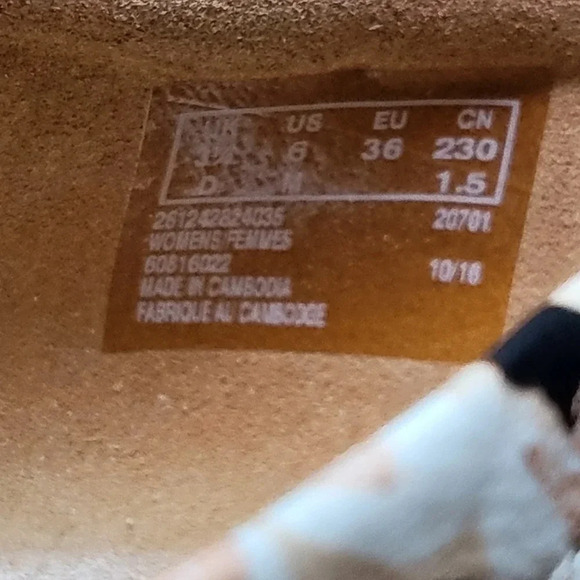 US EU CN
6 36 230
D 1.5
261242824035 20701
WOMENS FEMMES
60816022 10/16
MADE IN CAMBODIA
FABRIQUE AU CAMBODGE